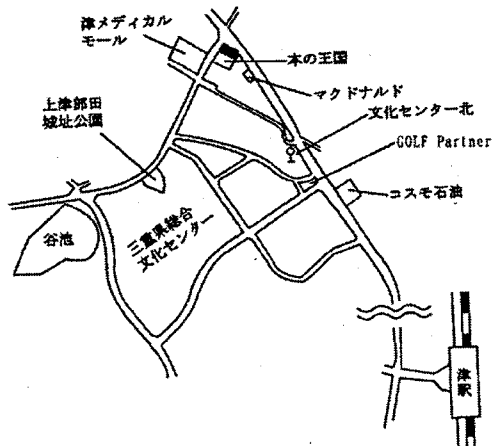 津メディカル
モール
本の王国
マクドナルド
上津部田
城址公園
文化センター北
GOLF Partner
コスモ石油
三重県総合
文化センター
谷池
津駅